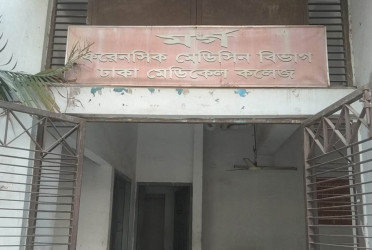 মর্গ
ফরেনসিক মেডিসিন বিভাগ
ঢাকা মেডিকেল কলেজ